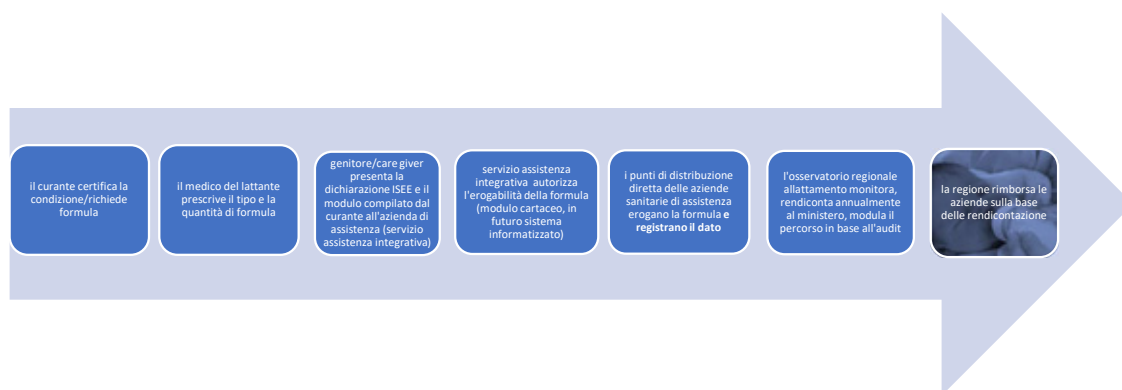 il curante certifica la
condizione/richiede
formula
il medico del lattante
prescrive il tipo e la
quantità di formula
genitore/care giver
presenta la
dichiarazione ISEE e il
modulo compilato dal
curante all'azienda di
assistenza (servizio
assistenza integrativa)
servizio assistenza
integrativa autorizza
l'erogabilità della formula
(modulo cartaceo, in
futuro sistema
informatizzato)
i punti di distribuzione
diretta delle aziende
sanitarie di assistenza
erogano la formula e
registrano il dato
l'osservatorio regionale
allattamento monitora,
rendiconta annualmente
al ministero, modula il
percorso in base all'audit
la regione rimborsa le
aziende sulla base
delle rendicontazione